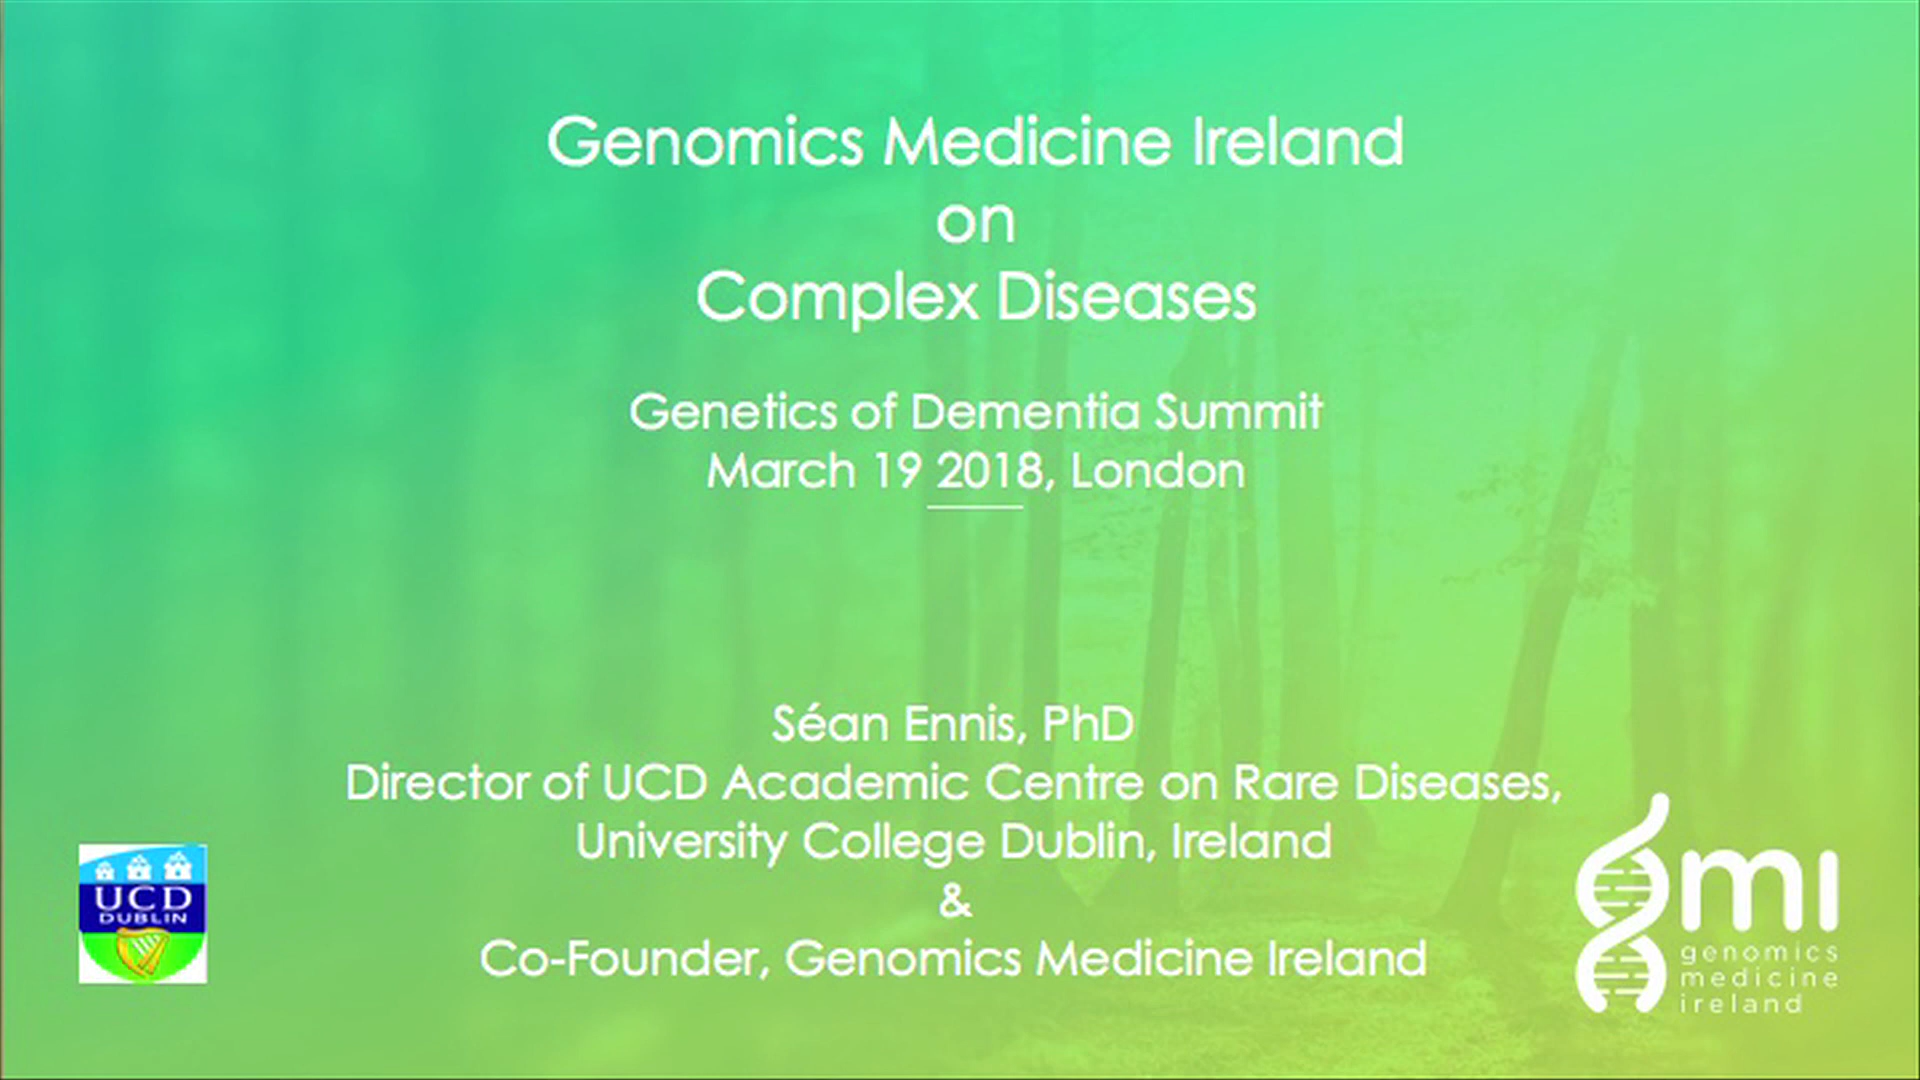 Genomics Medicine Ireland
on
Complex Diseases
Genetics of Dementia Summit
March 19 2018, London
Séan Ennis, PhD
Director of UCD Academic Centre on Rare Diseases,
University College Dublin, Ireland
&
Co-Founder, Genomics Medicine Ireland
UCD
DUBLIN
gmi
genomics
medicine
ireland